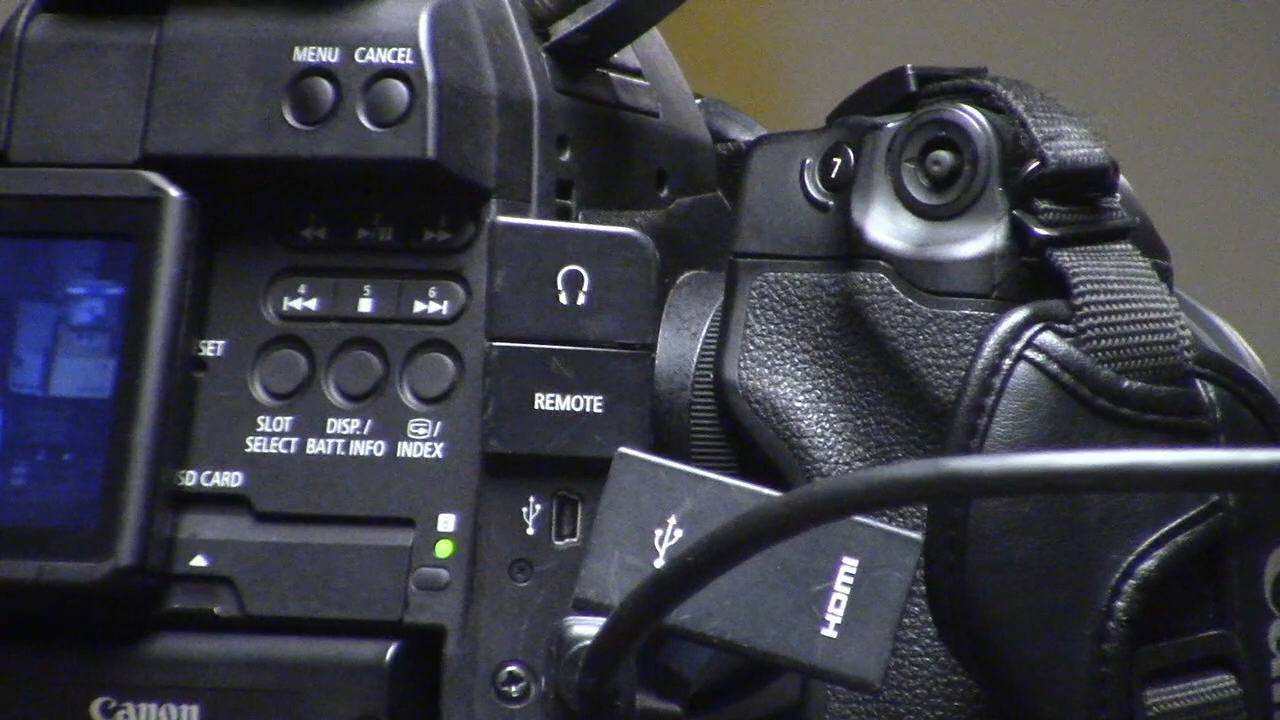 MENU CANCEL
7
4 5 6
SET
REMOTE
SLOT
SELECT
DISP. /
BATT. INFO
/
INDEX
SD CARD
HDMI
Canon